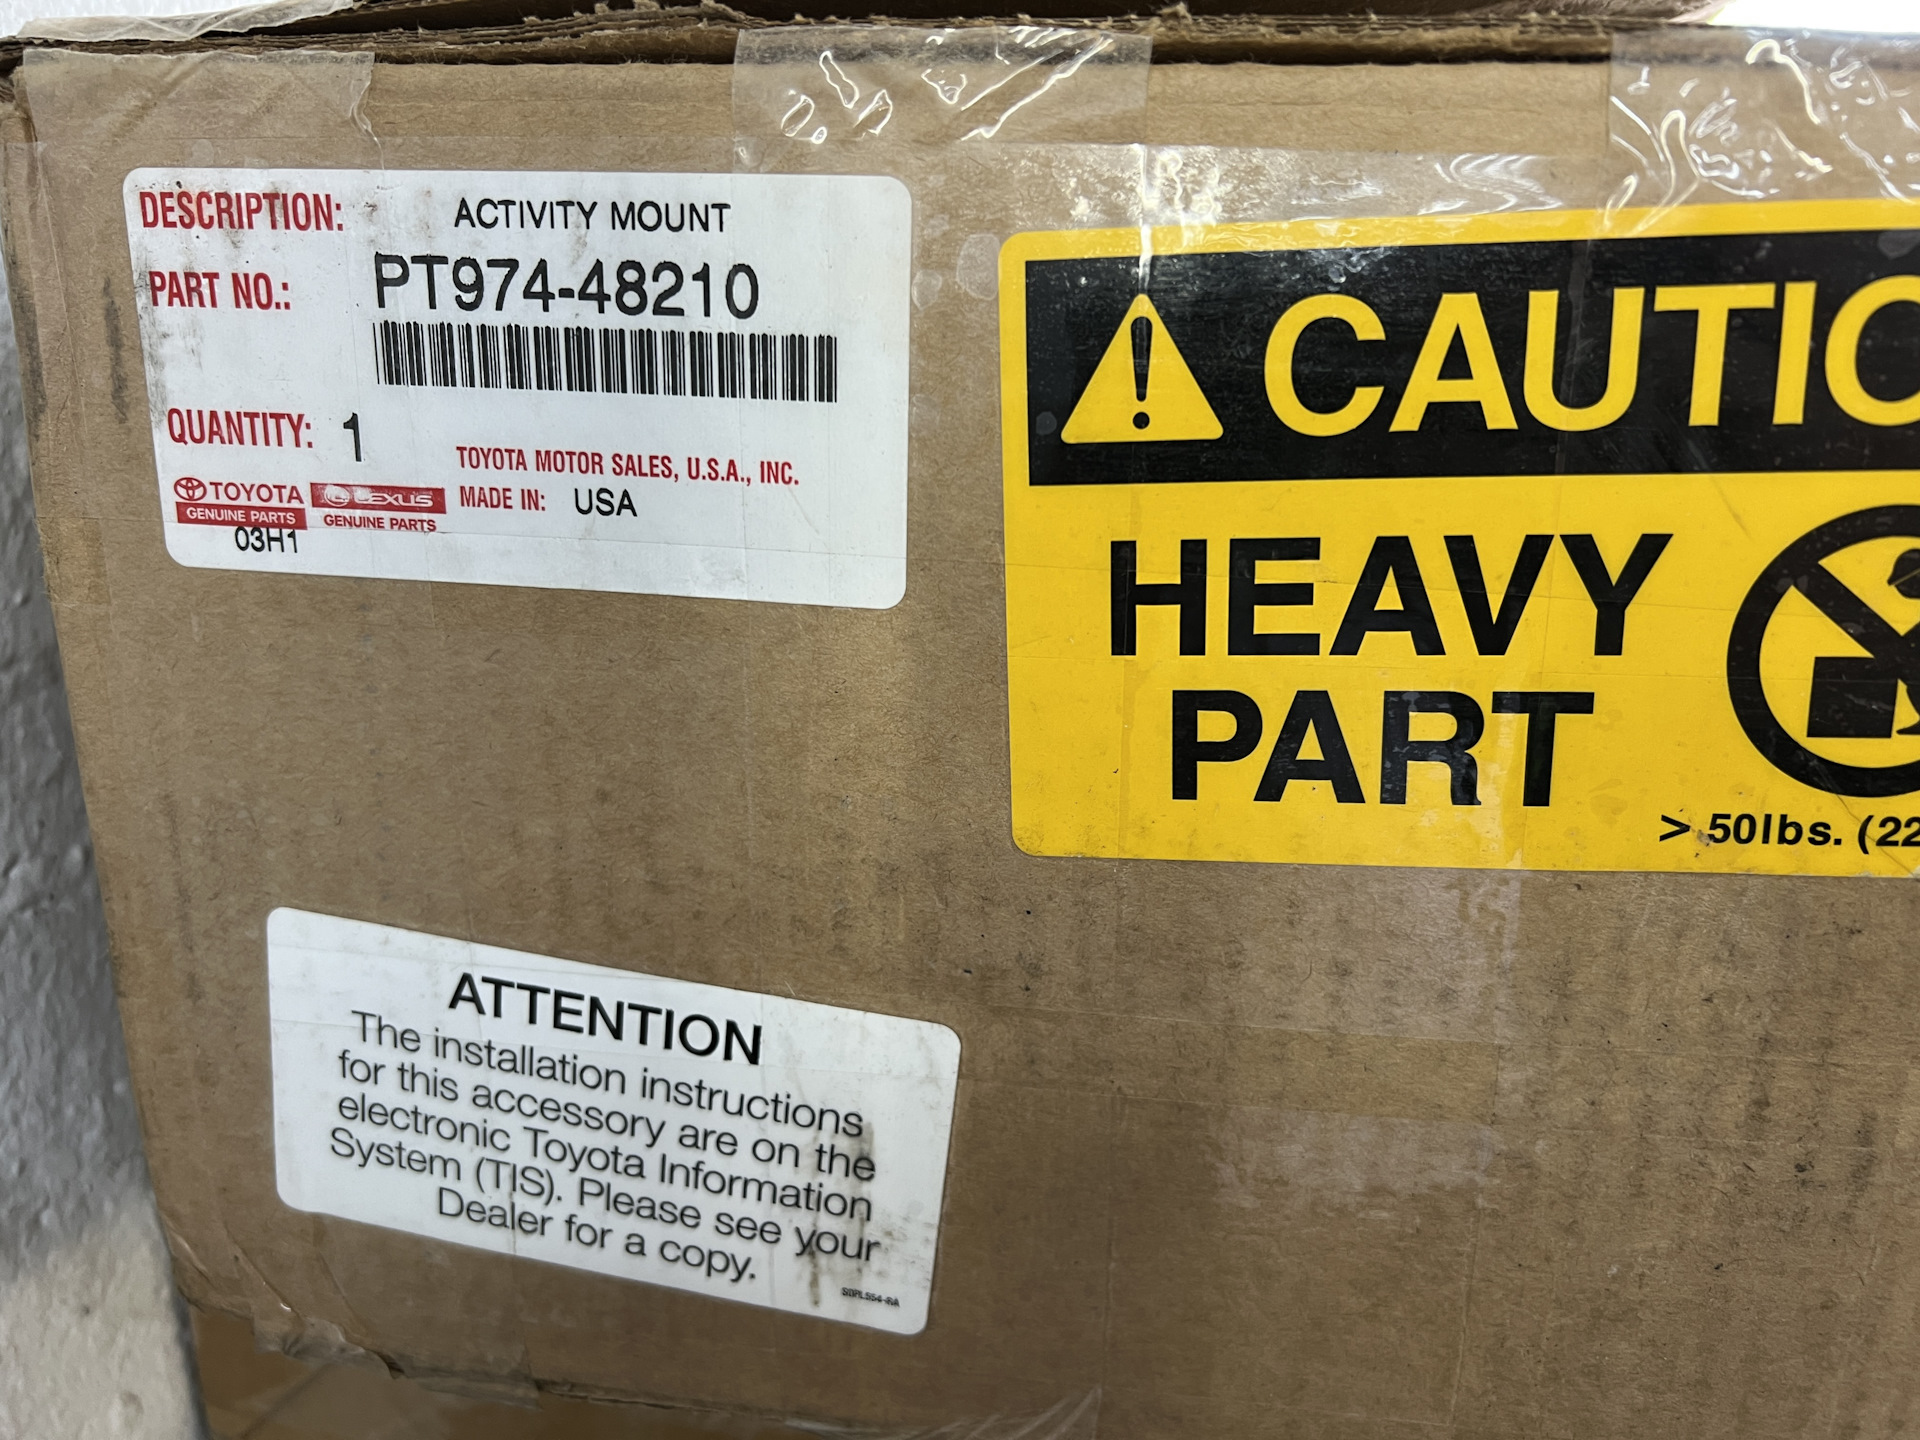 DESCRIPTION: ACTIVITY MOUNT
PART NO.: PT974-48210
QUANTITY: 1
TOYOTA MOTOR SALES, U.S.A., INC.
MADE IN: USA
TOYOTA
GENUINE PARTS
LEXUS
GENUINE PARTS
03H1
CAUTIO
HEAVY
PART
> 50lbs. (22
ATTENTION
The installation instructions
for this accessory are on the
electronic Toyota Information
System (TIS). Please see your
Dealer for a copy.